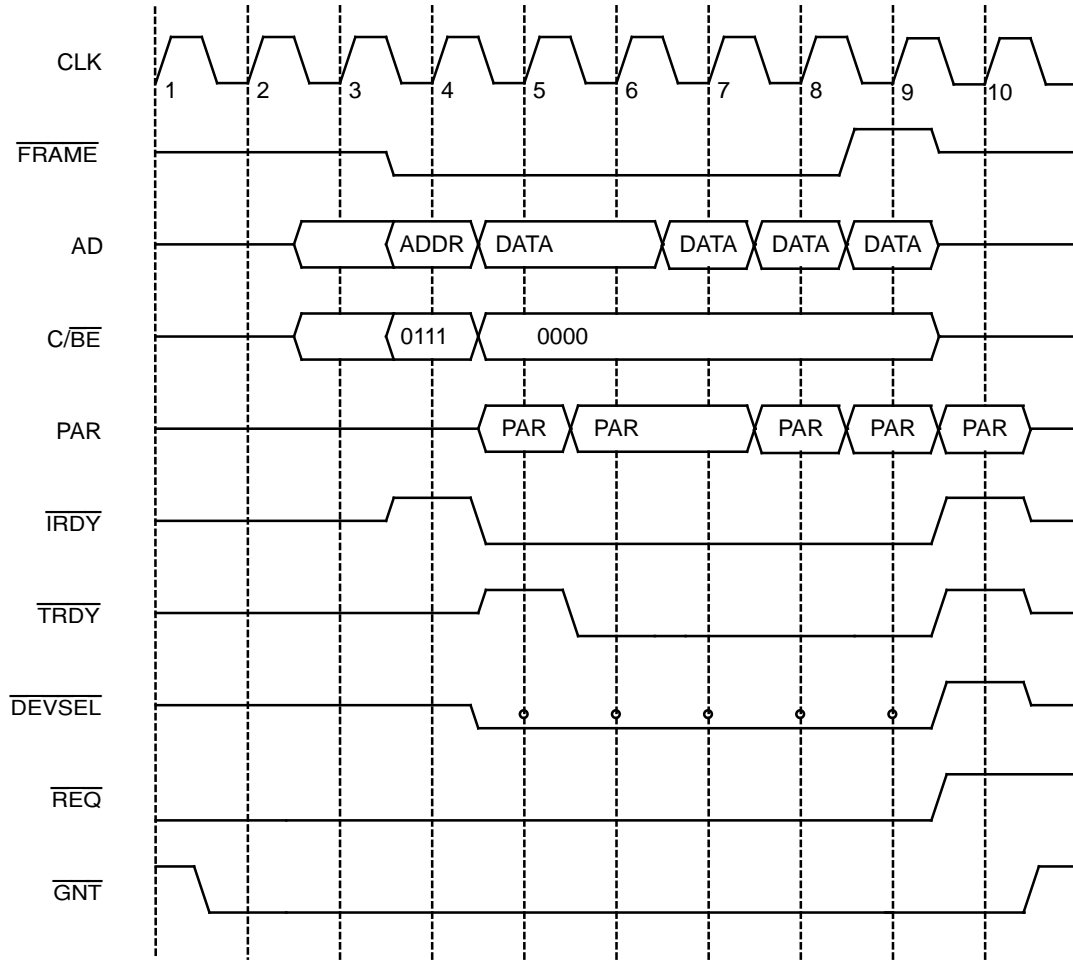 CLK
1 2 3 4 5 6 7 8 9 10
FRAME
AD
ADDR DATA DATA DATA DATA
C/BE
0111 0000
PAR
PAR PAR PAR PAR PAR
IRDY
TRDY
DEVSEL
REQ
GNT